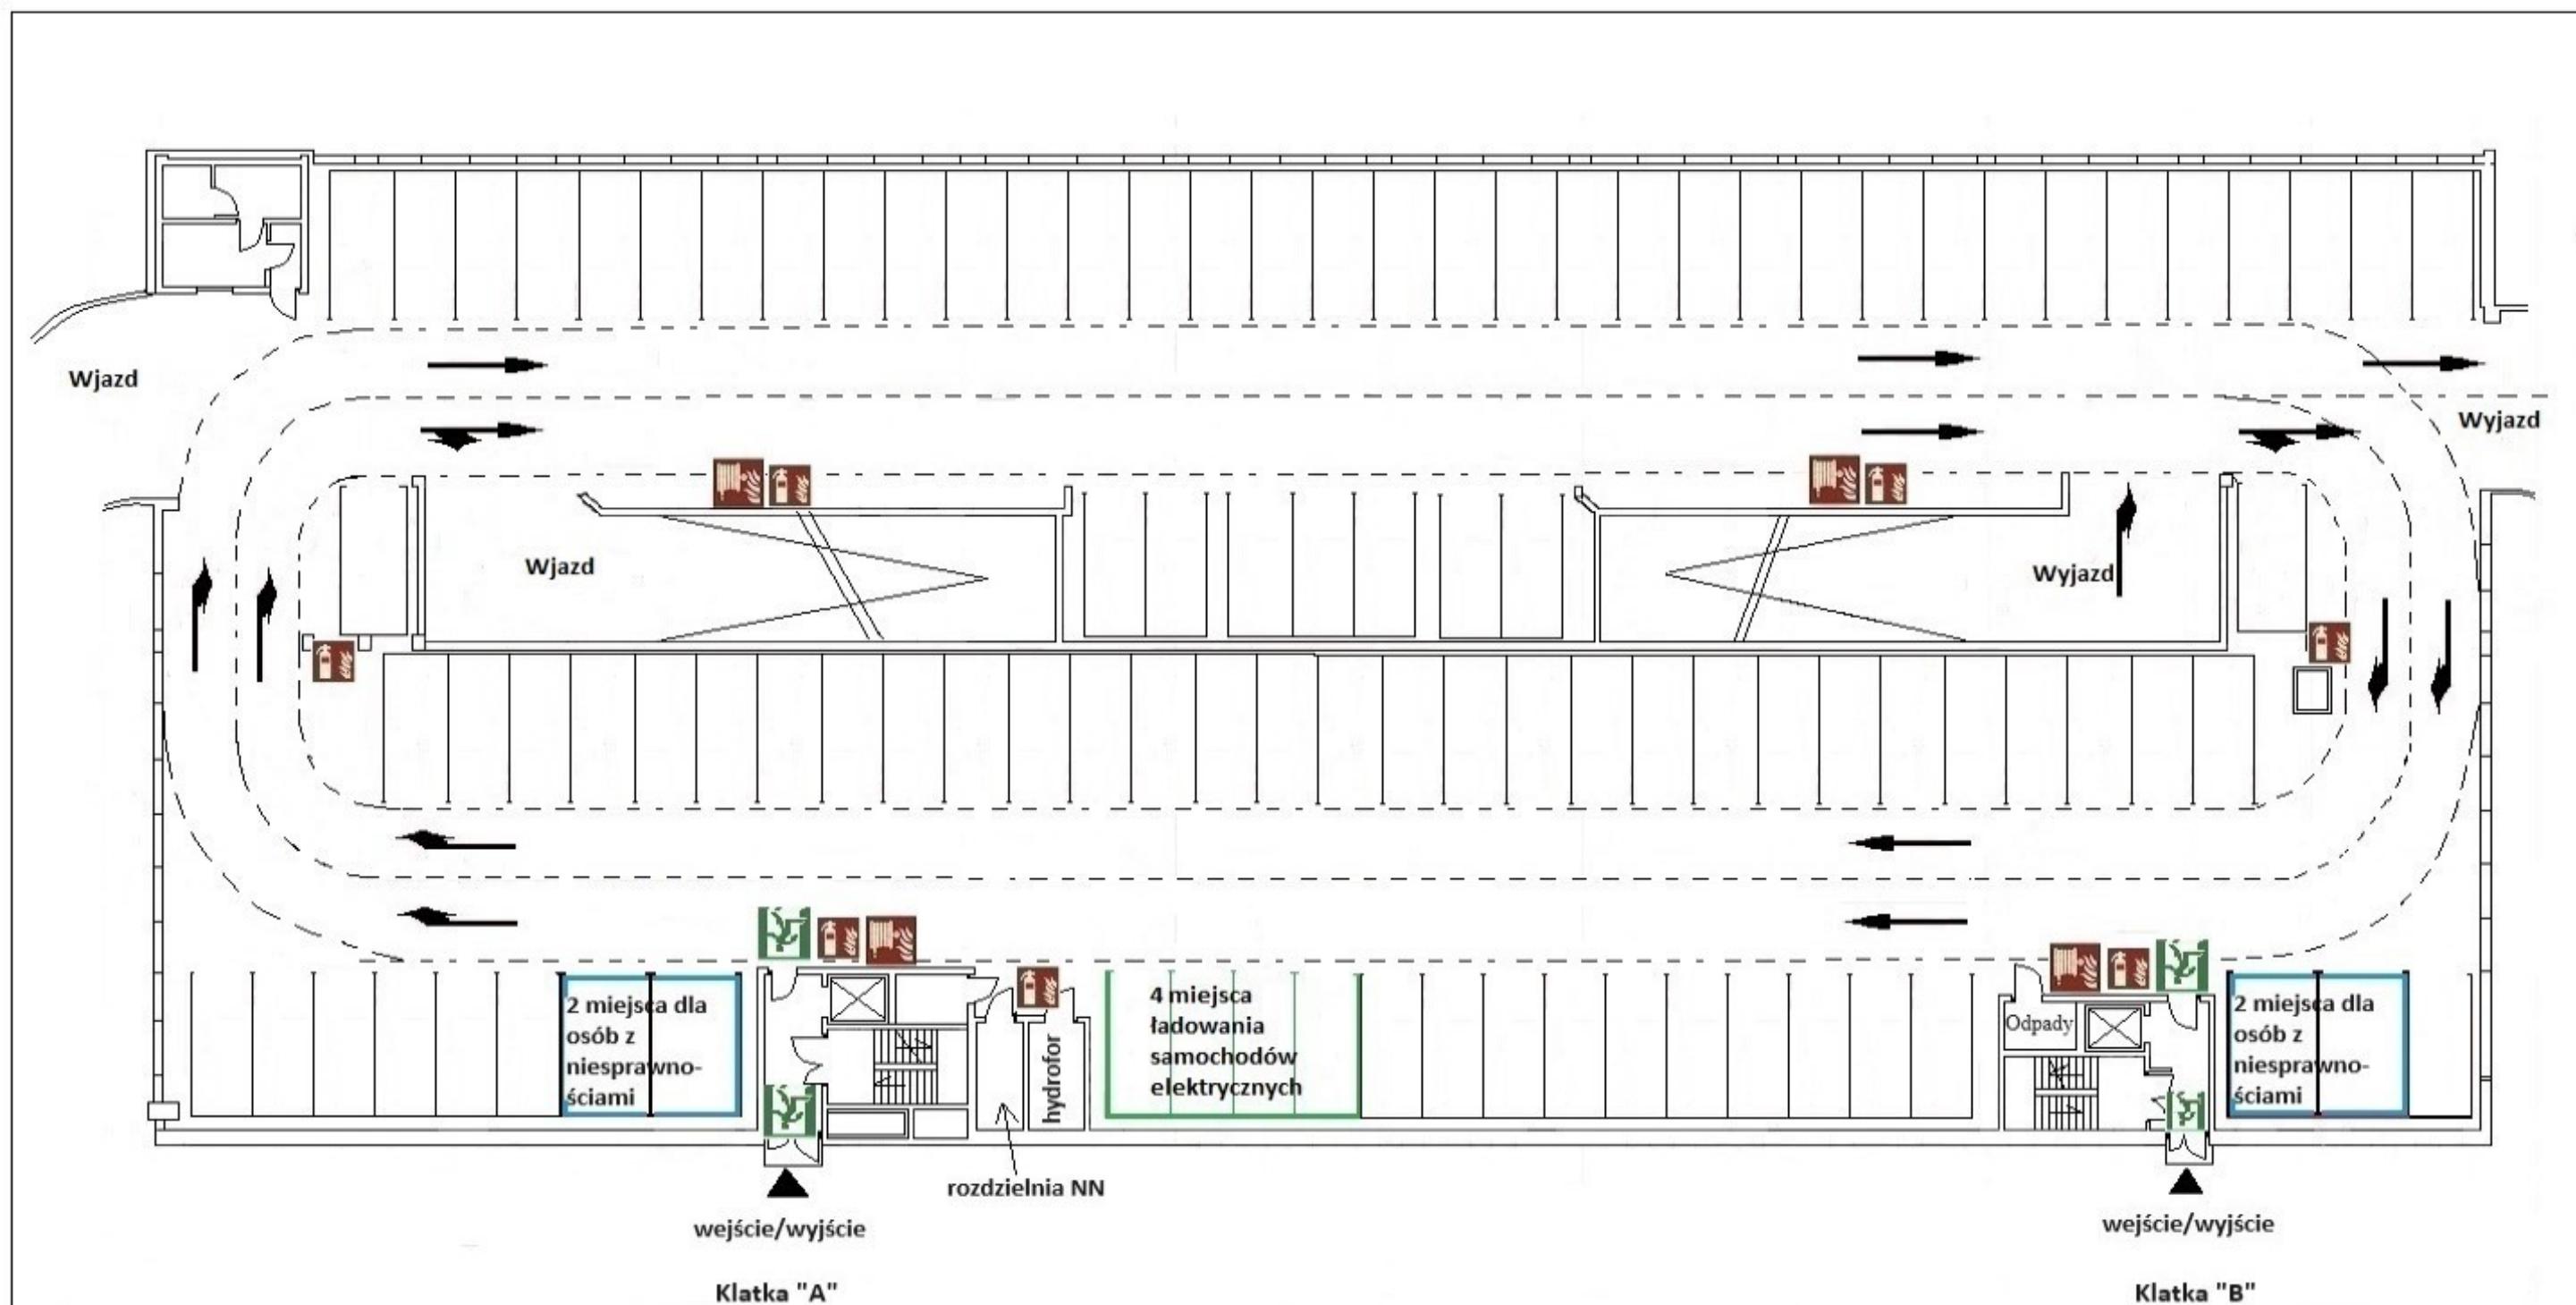 Wjazd
Wyjazd
Wjazd
Wyjazd
2 miejsca dla
osób z
niesprawno-
ściami
hydrofor
4 miejsca
ładowania
samochodów
elektrycznych
Odpady
2 miejsca dla
osób z
niesprawno-
ściami
rozdzielnia NN
wejście/wyjście
wejście/wyjście
Klatka "A"
Klatka "B"